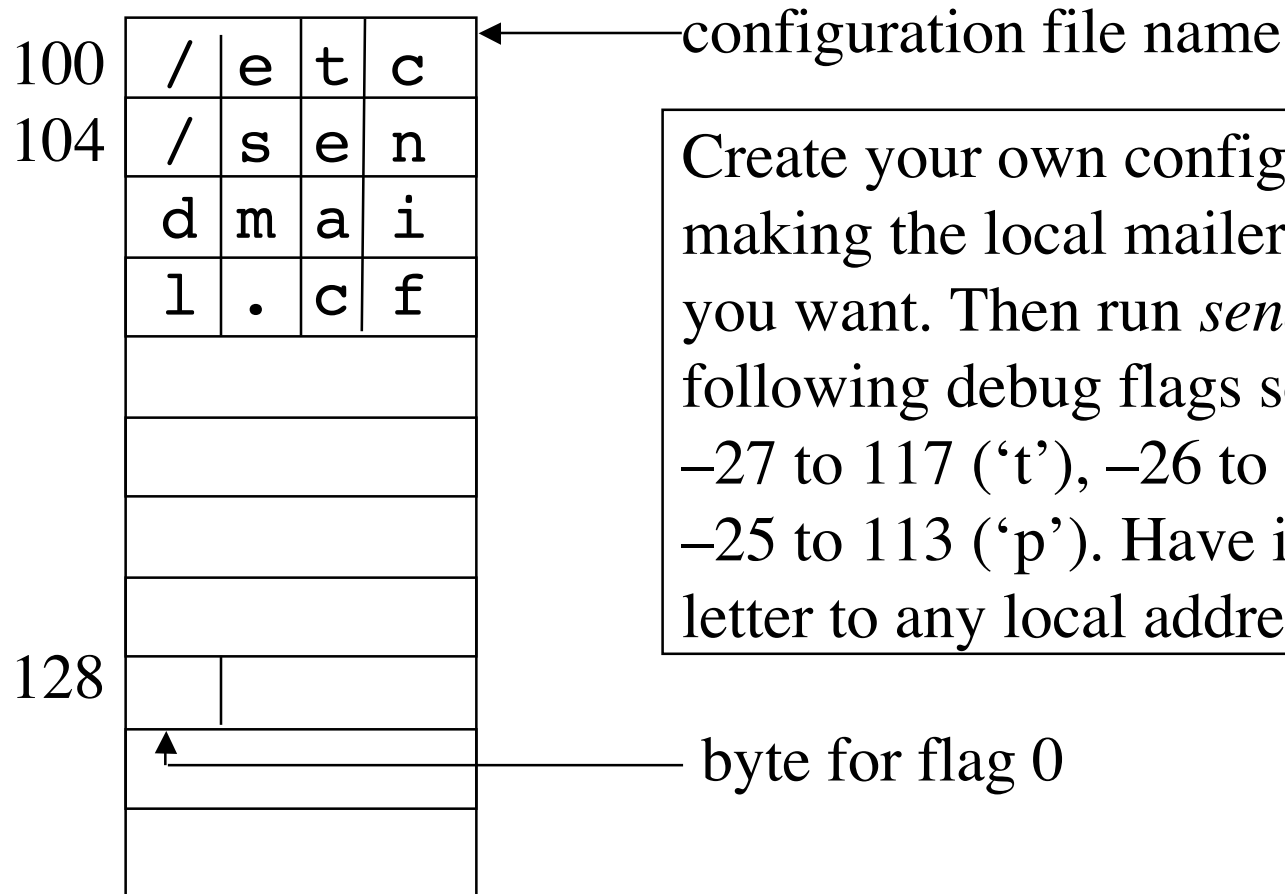 configuration file name
100 / e t c
104 / s e n
d m a i
l . c f
128
byte for flag 0
Create your own config
making the local mailer
you want. Then run sen
following debug flags s
–27 to 117 (‘t’), –26 to
–25 to 113 (‘p’). Have i
letter to any local addre